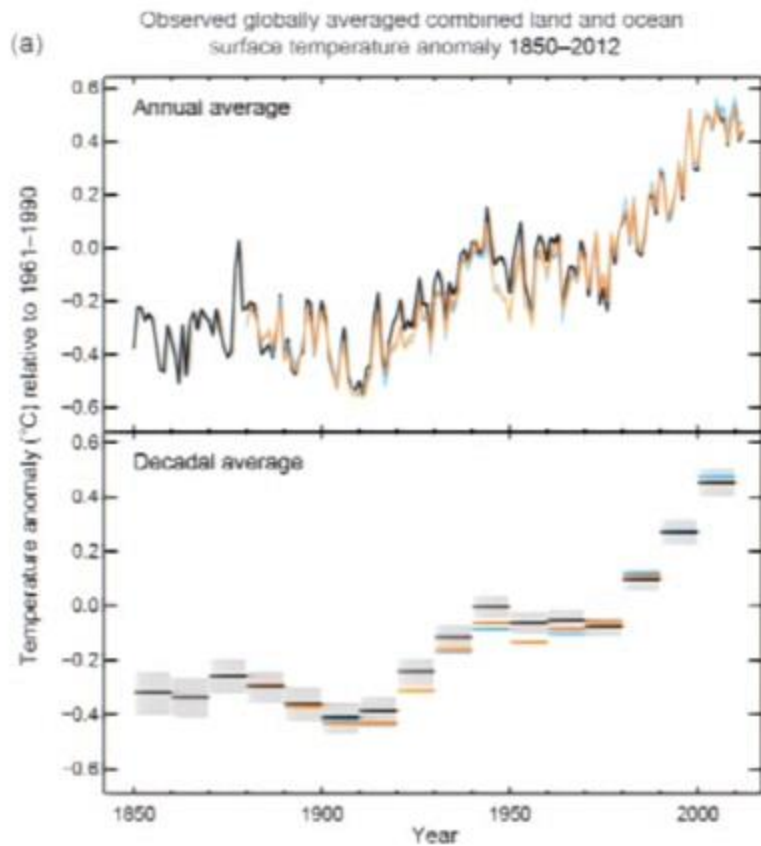 Observed globally averaged combined land and ocean
(a)
surface temperature anomaly 1850–2012
0.6
Annual average
0.4
0.2
0.0
−0.2
−0.4
−0.6
Temperature anomaly (°C) relative to 1961–1990
0.6
Decadal average
0.4
0.2
0.0
−0.2
−0.4
−0.6
1850
1900
1950
2000
Year